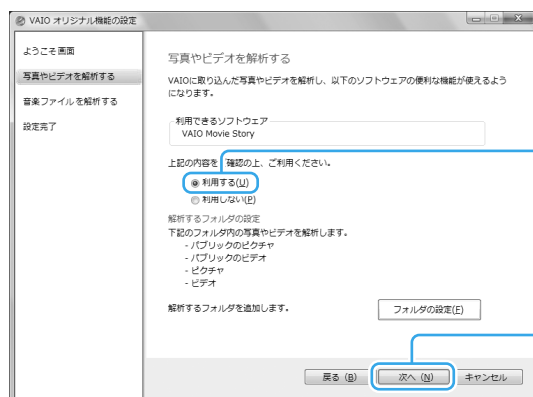 VAIO オリジナル機能の設定
ようこそ画面
写真やビデオを解析する
音楽ファイルを解析する
設定完了
写真やビデオを解析する
VAIOに取り込んだ写真やビデオを解析し、以下のソフトウェアの便利な機能が使えるよう
になります。
利用できるソフトウェア
VAIO Movie Story
上記の内容を 確認の上、ご利用ください。
利用する(U)
利用しない(P)
解析するフォルダの設定
下記のフォルダ内の写真やビデオを解析します。
- パブリックのピクチャ
- パブリックのビデオ
- ピクチャ
- ビデオ
解析するフォルダを追加します。
フォルダの設定(F)
戻る (B)
次へ (N)
キャンセル